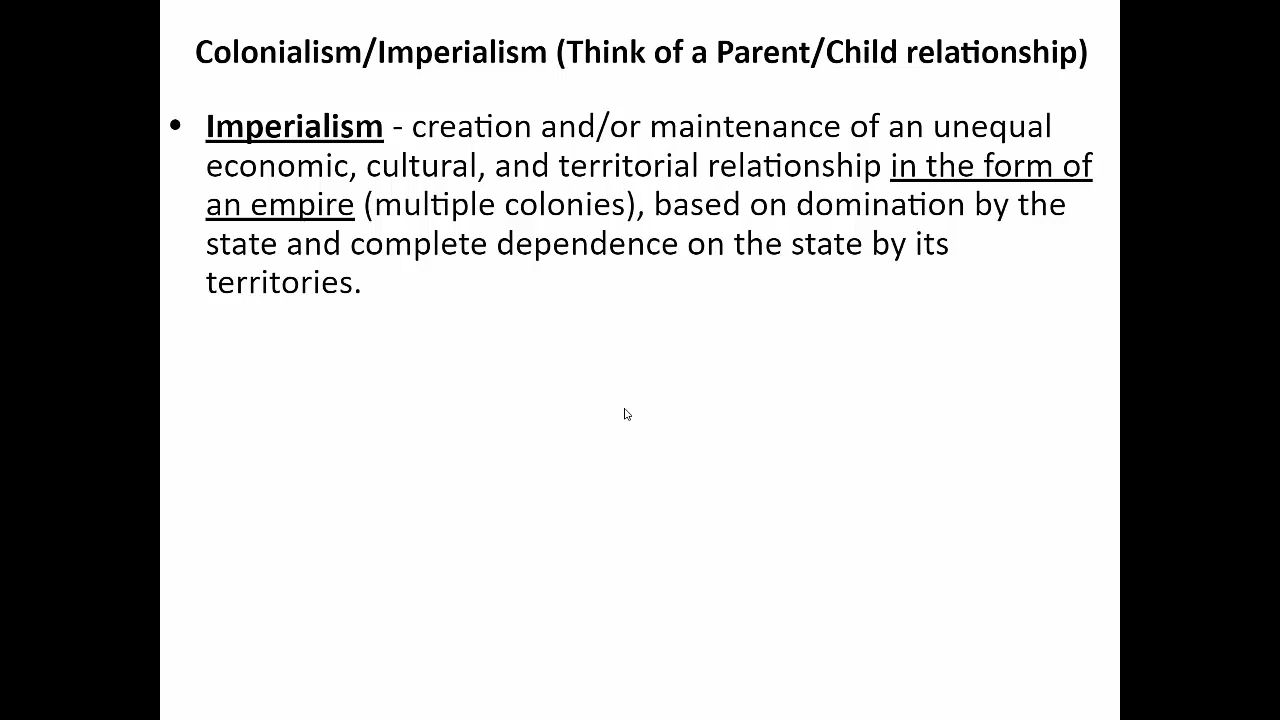 Colonialism/Imperialism (Think of a Parent/Child relationship)
• Imperialism - creation and/or maintenance of an unequal
economic, cultural, and territorial relationship in the form of
an empire (multiple colonies), based on domination by the
state and complete dependence on the state by its
territories.